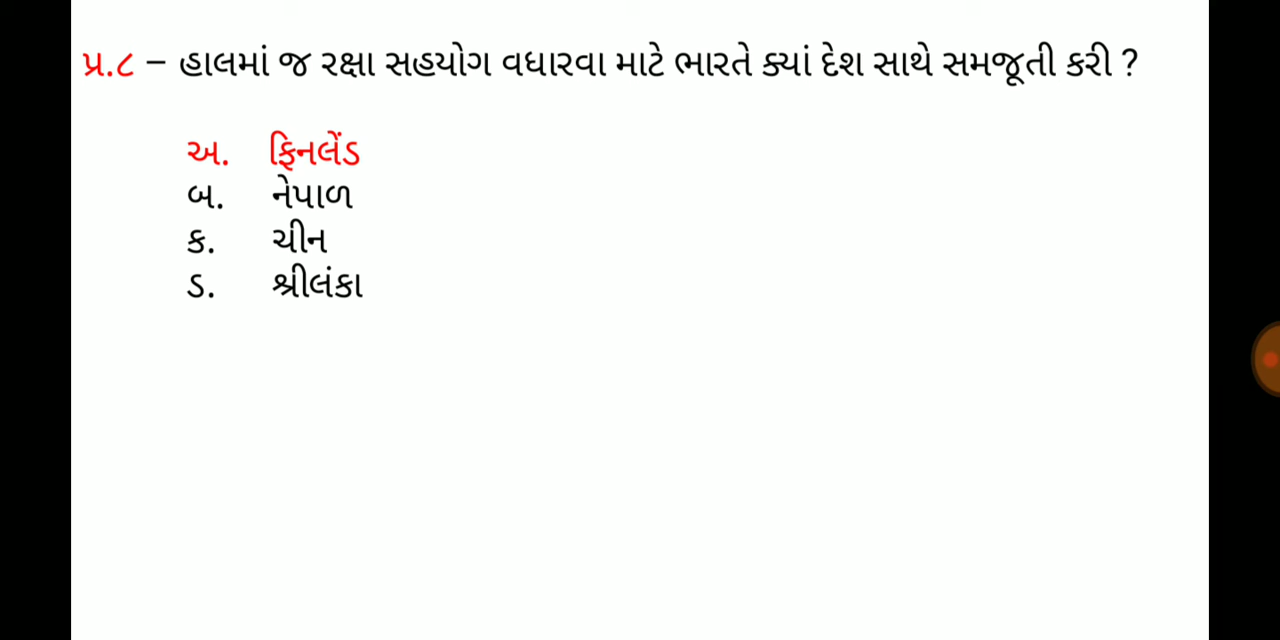 પ્ર.૮ – હાલમાં જ રક્ષા સહયોગ વધારવા માટે ભારતે ક્યાં દેશ સાથે સમજૂતી કરી ?
અ. ફિનલેંડ
બ. નેપાળ
ક. ચીન
ડ. શ્રીલંકા